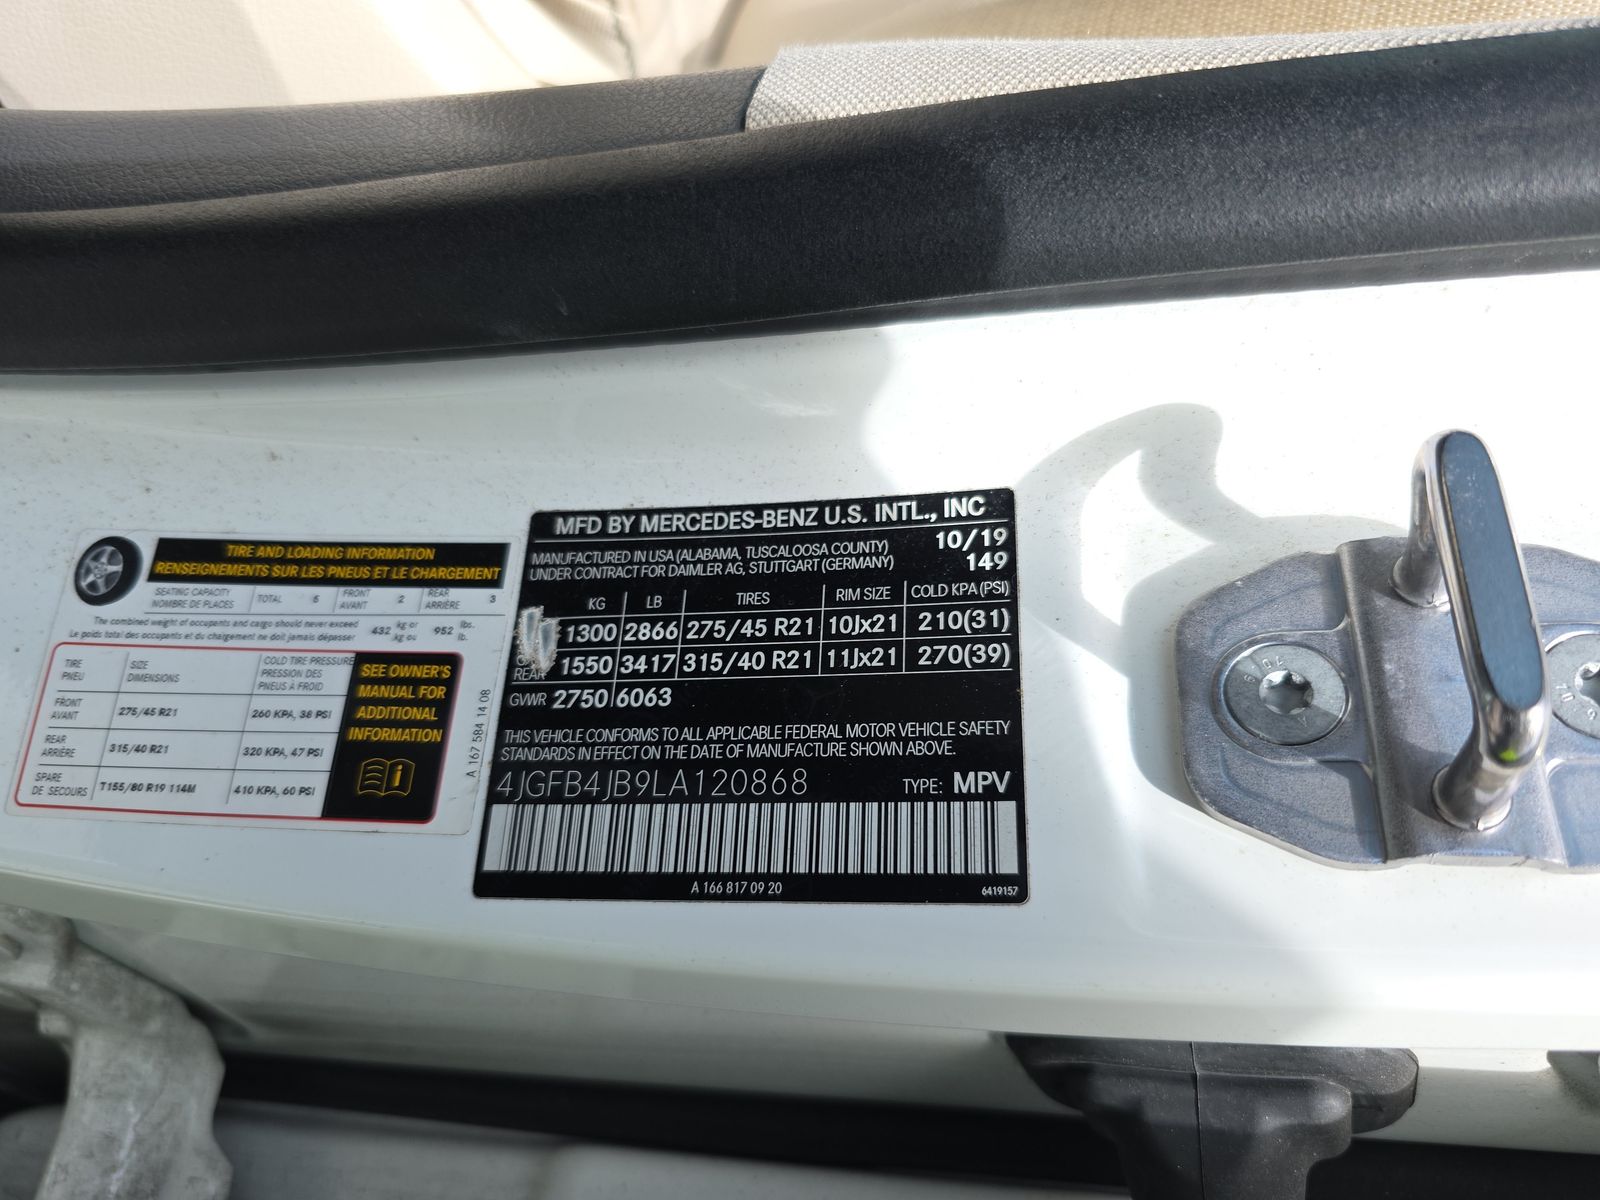 TIRE AND LOADING INFORMATION
RENSEIGNEMENTS SUR LES PNEUS ET LE CHARGEMENT
SEATING CAPACITY
NOMBRE DE PLACES
TOTAL 5
FRONT
AVANT
2
REAR
ARRIÈRE
3
The combined weight of occupants and cargo should never exceed
Le poids total des occupants et du chargement ne doit jamais dépasser
432 kg or
kg ou
952 lbs.
lb.
TIRE
PNEU
SIZE
DIMENSIONS
COLD TIRE PRESSURE
PRESSION DES
PNEUS À FROID
FRONT
AVANT
275/45 R21
260 KPA, 38 PSI
REAR
ARRIÈRE
315/40 R21
320 KPA, 47 PSI
SPARE
DE SECOURS
T155/80 R19 114M
410 KPA, 60 PSI
SEE OWNER'S
MANUAL FOR
ADDITIONAL
INFORMATION
A 167 584 14 08
MFD BY MERCEDES-BENZ U.S. INTL., INC
MANUFACTURED IN USA (ALABAMA, TUSCALOOSA COUNTY) 10/19
UNDER CONTRACT FOR DAIMLER AG, STUTTGART (GERMANY) 149
KG LB TIRES RIM SIZE COLD KPA (PSI)
1300 2866 275/45 R21 10Jx21 210(31)
REAR 1550 3417 315/40 R21 11Jx21 270(39)
GVWR 2750 6063
THIS VEHICLE CONFORMS TO ALL APPLICABLE FEDERAL MOTOR VEHICLE SAFETY
STANDARDS IN EFFECT ON THE DATE OF MANUFACTURE SHOWN ABOVE.
4JGFB4JB9LA120868 TYPE: MPV
A 166 817 09 20 6419157